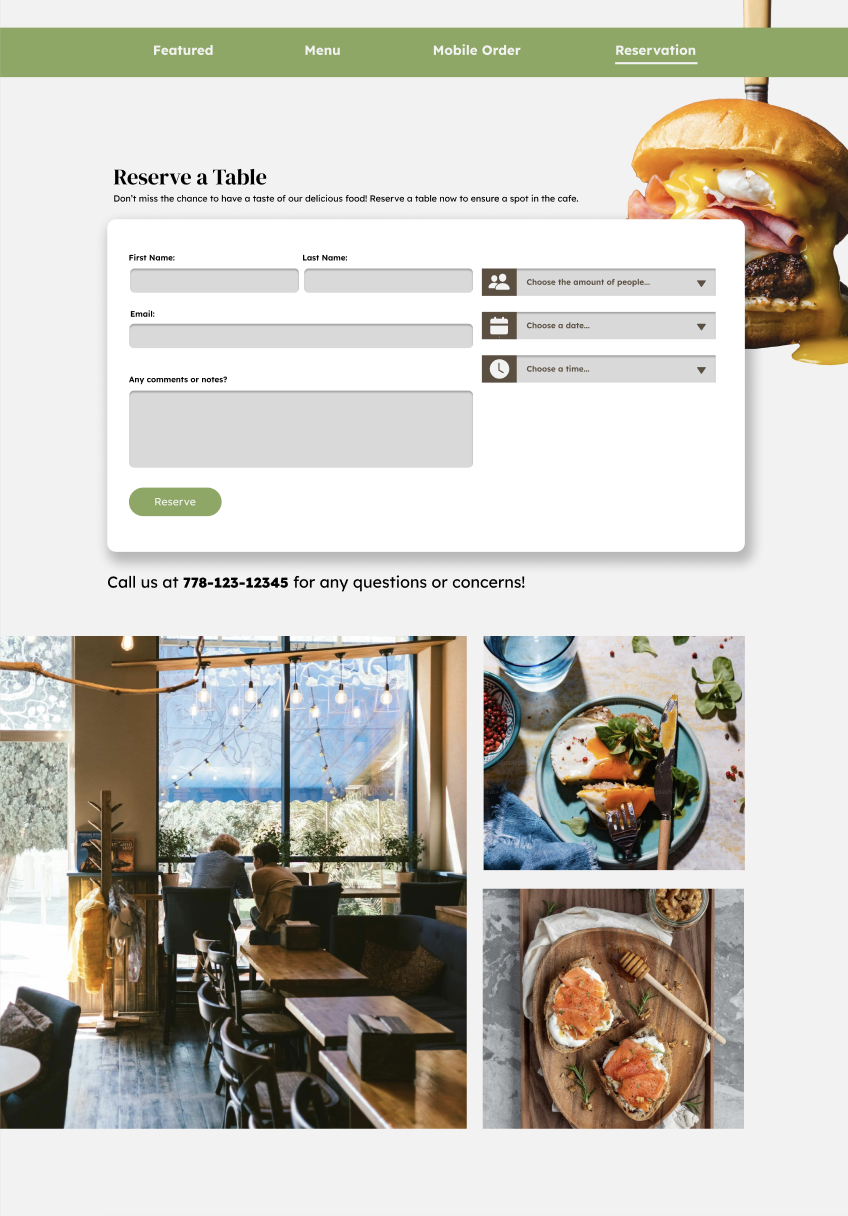 Featured Menu Mobile Order Reservation
Reserve a Table
Don't miss the chance to have a taste of our delicious food! Reserve a table now to ensure a spot in the cafe.
First Name: Last Name:
Choose the amount of people...
Email:
Choose a date...
Choose a time...
Any comments or notes?
Reserve
Call us at 778-123-12345 for any questions or concerns!